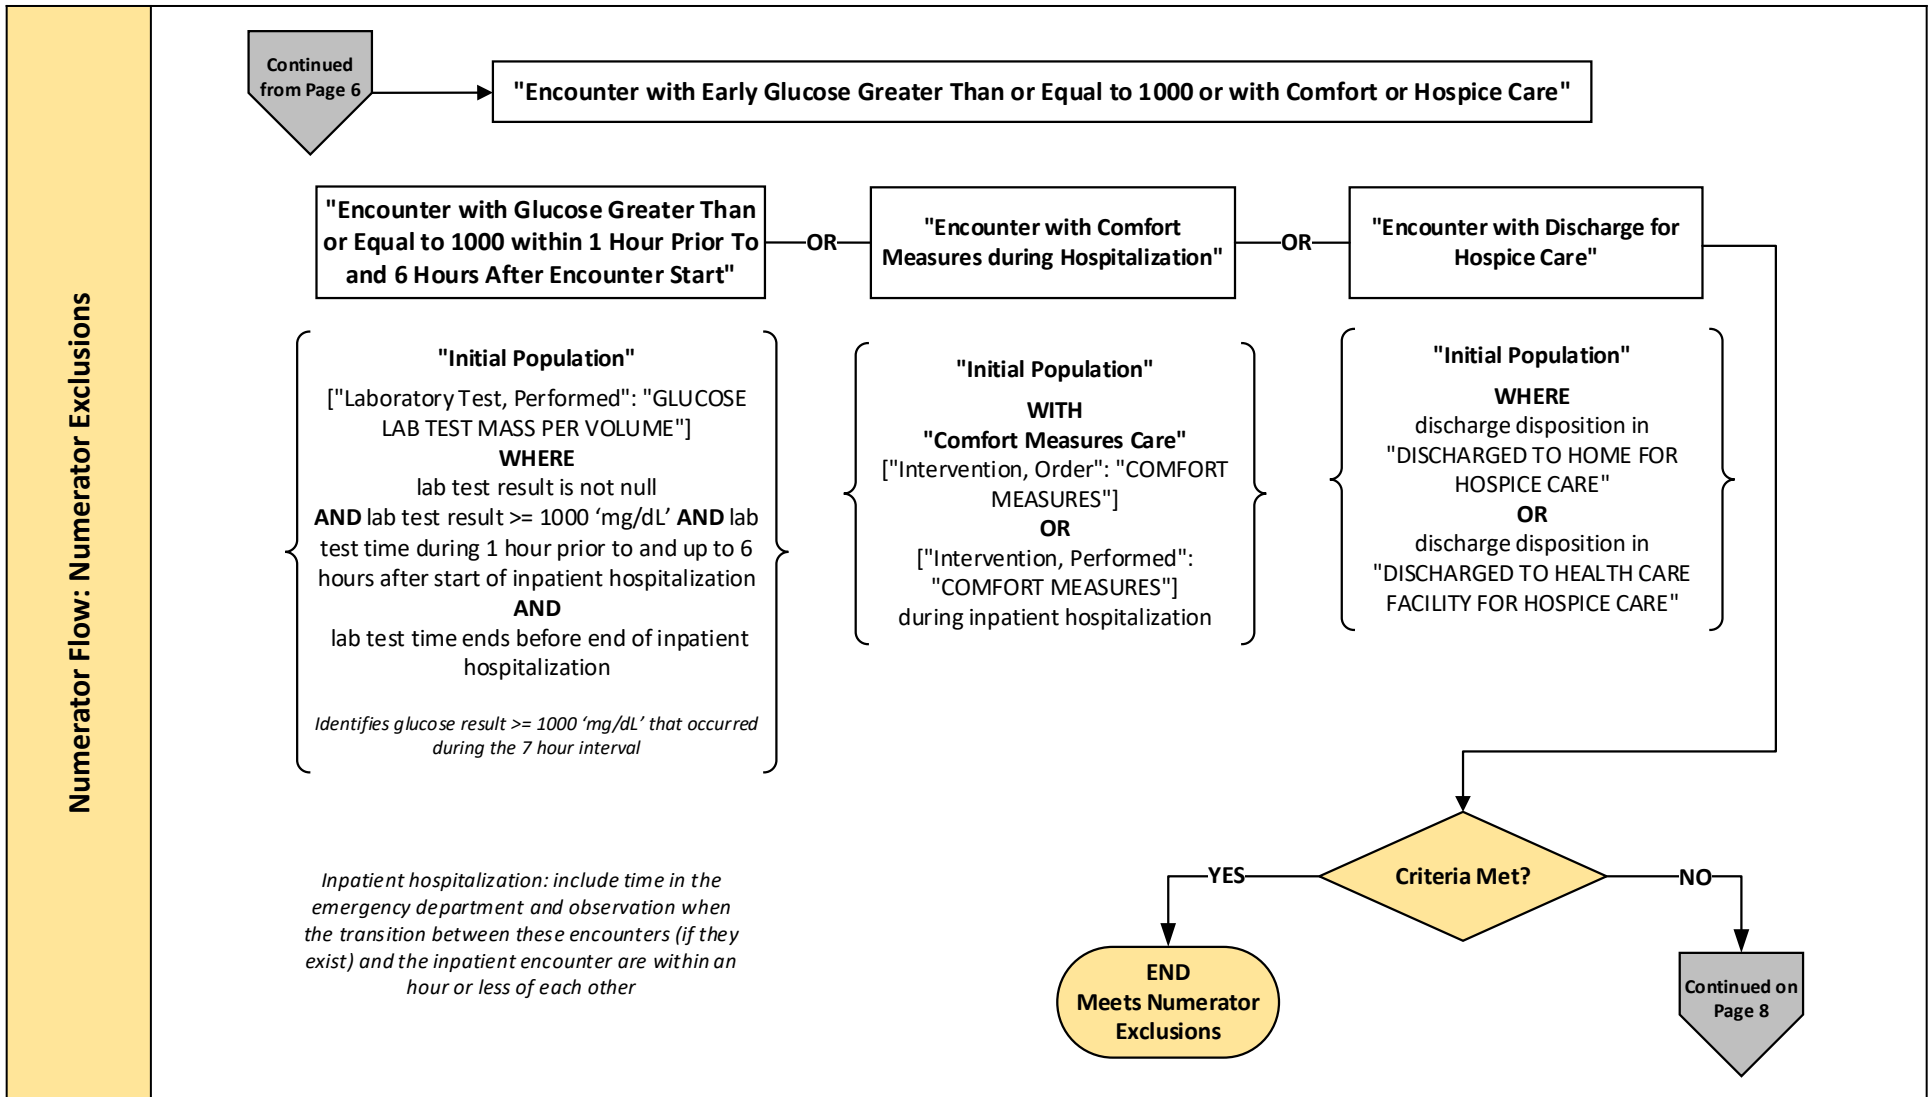 Numerator Flow: Numerator Exclusions
Continued
from Page 6
"Encounter with Early Glucose Greater Than or Equal to 1000 or with Comfort or Hospice Care"
"Encounter with Glucose Greater Than
or Equal to 1000 within 1 Hour Prior To
and 6 Hours After Encounter Start"
OR
"Encounter with Comfort
Measures during Hospitalization"
OR
"Encounter with Discharge for
Hospice Care"
"Initial Population"
["Laboratory Test, Performed": "GLUCOSE
LAB TEST MASS PER VOLUME"]
WHERE
lab test result is not null
AND lab test result >= 1000 ‘mg/dL’ AND lab
test time during 1 hour prior to and up to 6
hours after start of inpatient hospitalization
AND
lab test time ends before end of inpatient
hospitalization
Identifies glucose result >= 1000 ‘mg/dL’ that occurred
during the 7 hour interval
"Initial Population"
WITH
"Comfort Measures Care"
["Intervention, Order": "COMFORT
MEASURES"]
OR
["Intervention, Performed":
"COMFORT MEASURES"]
during inpatient hospitalization
"Initial Population"
WHERE
discharge disposition in
"DISCHARGED TO HOME FOR
HOSPICE CARE"
OR
discharge disposition in
"DISCHARGED TO HEALTH CARE
FACILITY FOR HOSPICE CARE"
Inpatient hospitalization: include time in the
emergency department and observation when
the transition between these encounters (if they
exist) and the inpatient encounter are within an
hour or less of each other
Criteria Met?
YES
NO
END
Meets Numerator
Exclusions
Continued on
Page 8